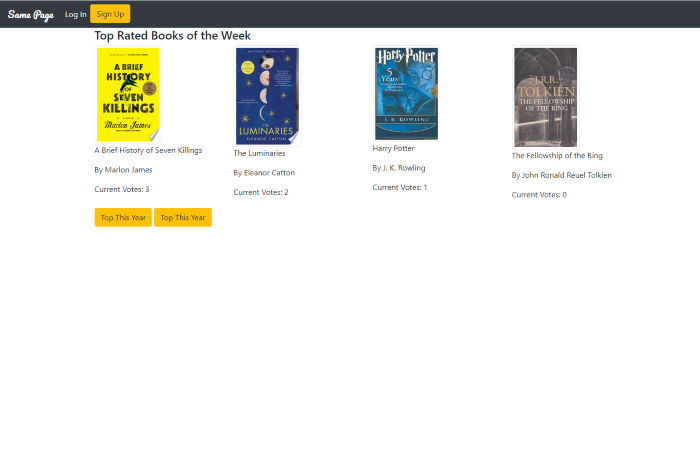 Same Page
Log In
Sign Up
Top Rated Books of the Week
A BRIEF
HISTORY
OF
SEVEN
KILLINGS
Marlon James
THE
LUMINARIES
ELEANOR CATTON
Harry Potter
5
Years
J. K. ROWLING
J.R.R.
TOLKIEN
THE FELLOWSHIP
OF THE RING
A Brief History of Seven Killings
By Marlon James
Current Votes: 3
The Luminaries
By Eleanor Catton
Current Votes: 2
Harry Potter
By J. K. Rowling
Current Votes: 1
The Fellowship of the Ring
By John Ronald Reuel Tolkien
Current Votes: 0
Top This Year
Top This Year